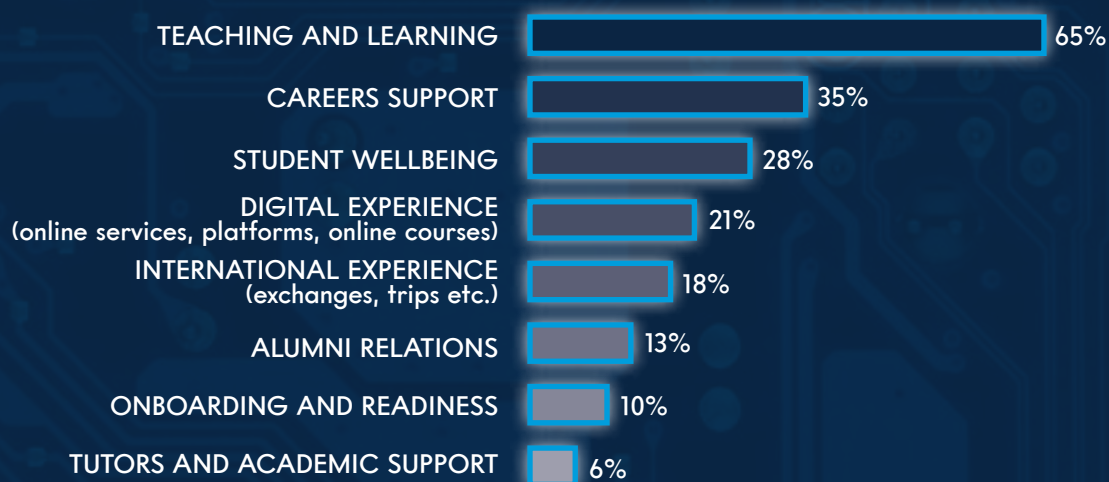 TEACHING AND LEARNING 65%
CAREERS SUPPORT 35%
STUDENT WELLBEING 28%
DIGITAL EXPERIENCE
(online services, platforms, online courses) 21%
INTERNATIONAL EXPERIENCE
(exchanges, trips etc.) 18%
ALUMNI RELATIONS 13%
ONBOARDING AND READINESS 10%
TUTORS AND ACADEMIC SUPPORT 6%